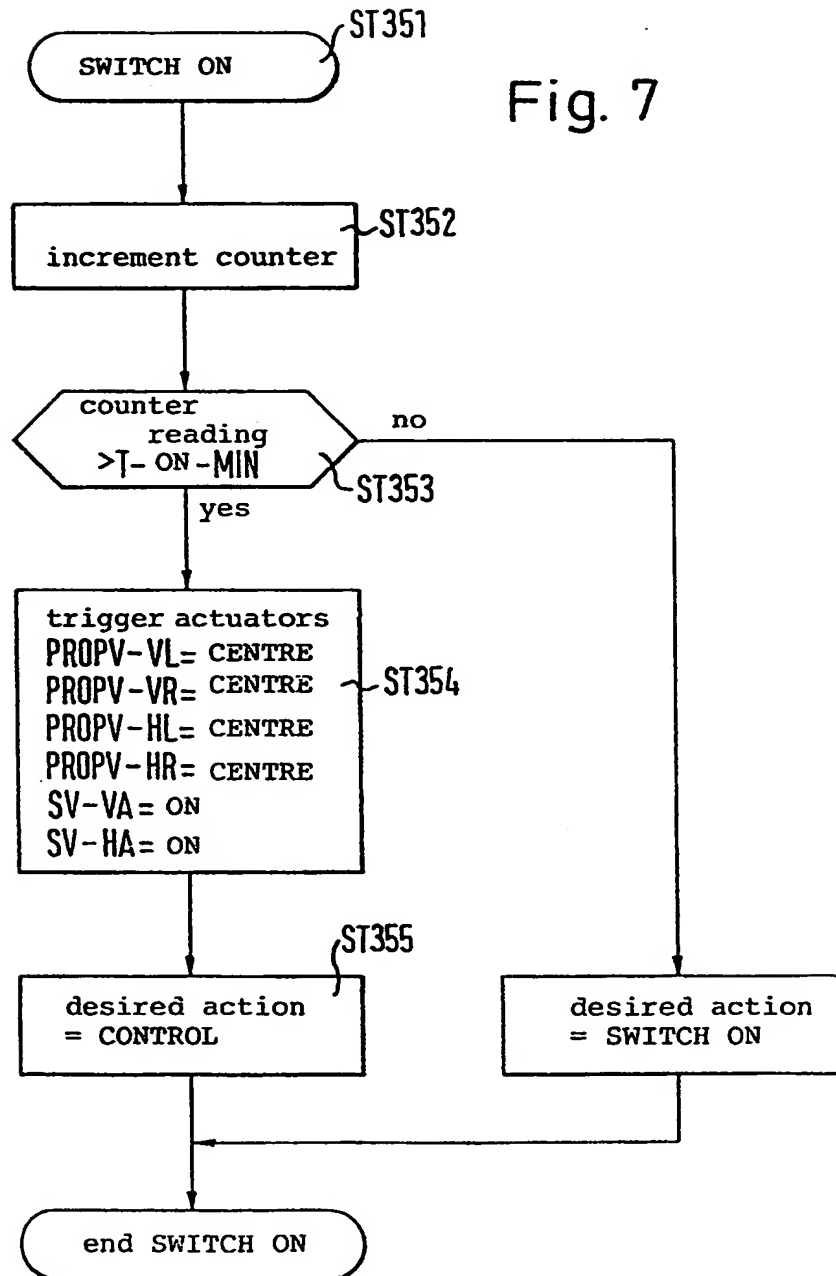 ST351
SWITCH ON
Fig. 7
ST352
increment counter
counter
reading
>T-ON-MIN
no
ST353
yes
trigger actuators
PROPV-VL= CENTRE
PROPV-VR= CENTRE
ST354
PROPV-HL= CENTRE
PROPV-HR= CENTRE
SV-VA= ON
SV-HA= ON
ST355
desired action
= CONTROL
desired action
= SWITCH ON
end SWITCH ON